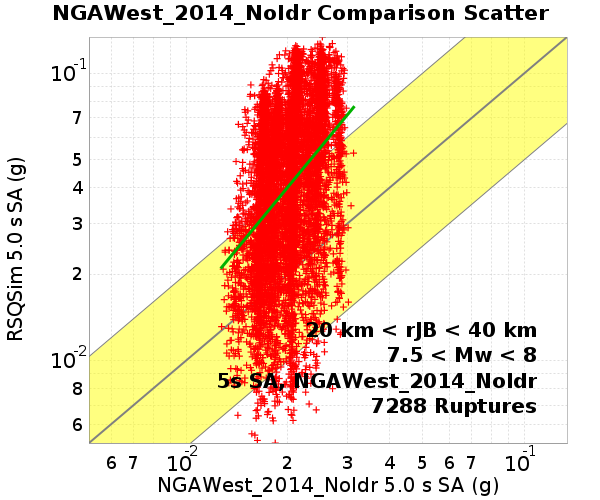 NGAWest_2014_NoIdr Comparison Scatter
RSQSim 5.0 s SA (g)
10-1
7
5
4
3
2
10-2
8
6
20 km < rJB < 40 km
7.5 < Mw < 8
5s SA, NGAWest_2014_NoIdr
7288 Ruptures
6 7 10-2 2 3 4 5 6 7 10-1
NGAWest_2014_NoIdr 5.0 s SA (g)